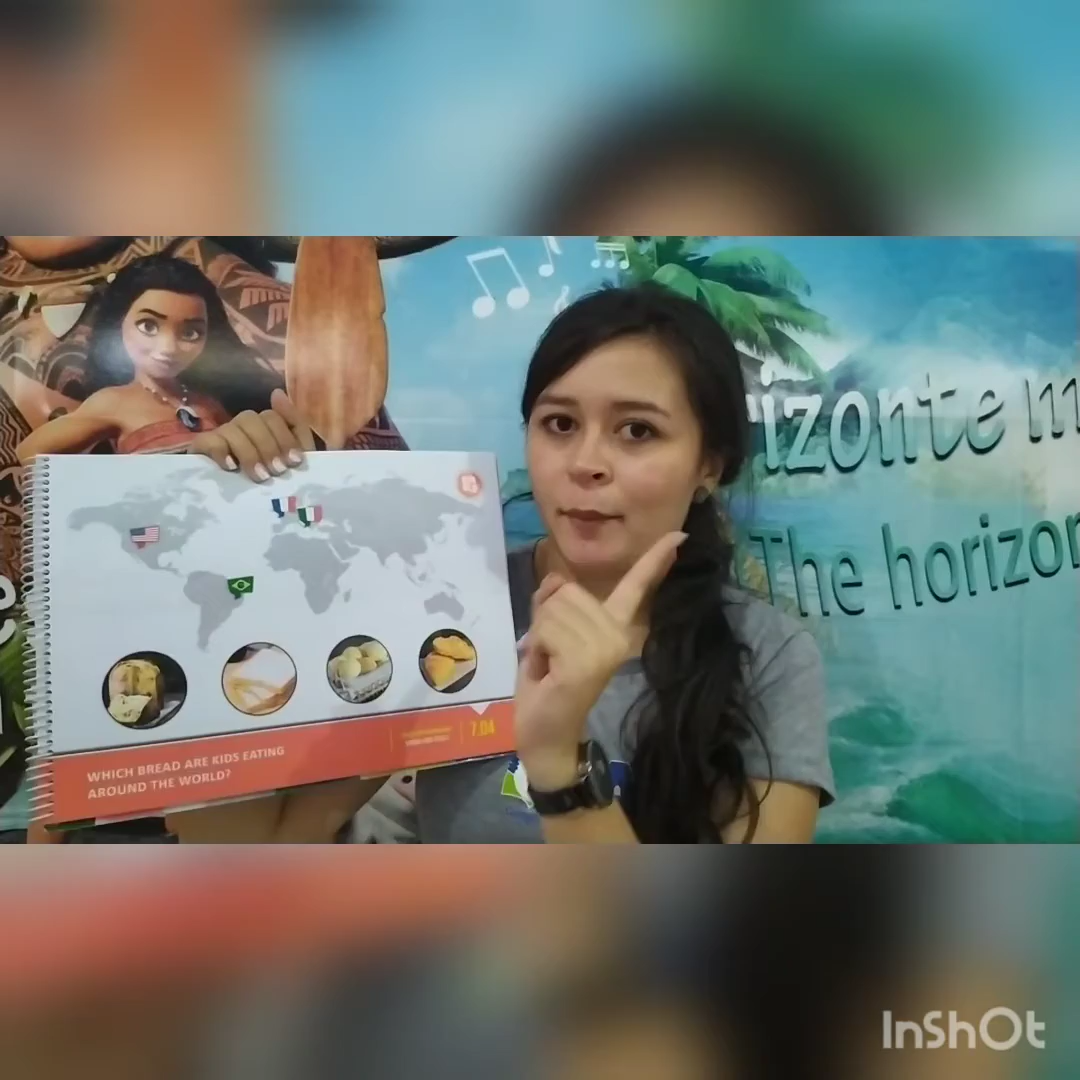 izonte m
The horizon
7.04
WHICH BREAD ARE KIDS EATING
AROUND THE WORLD?
InShOt